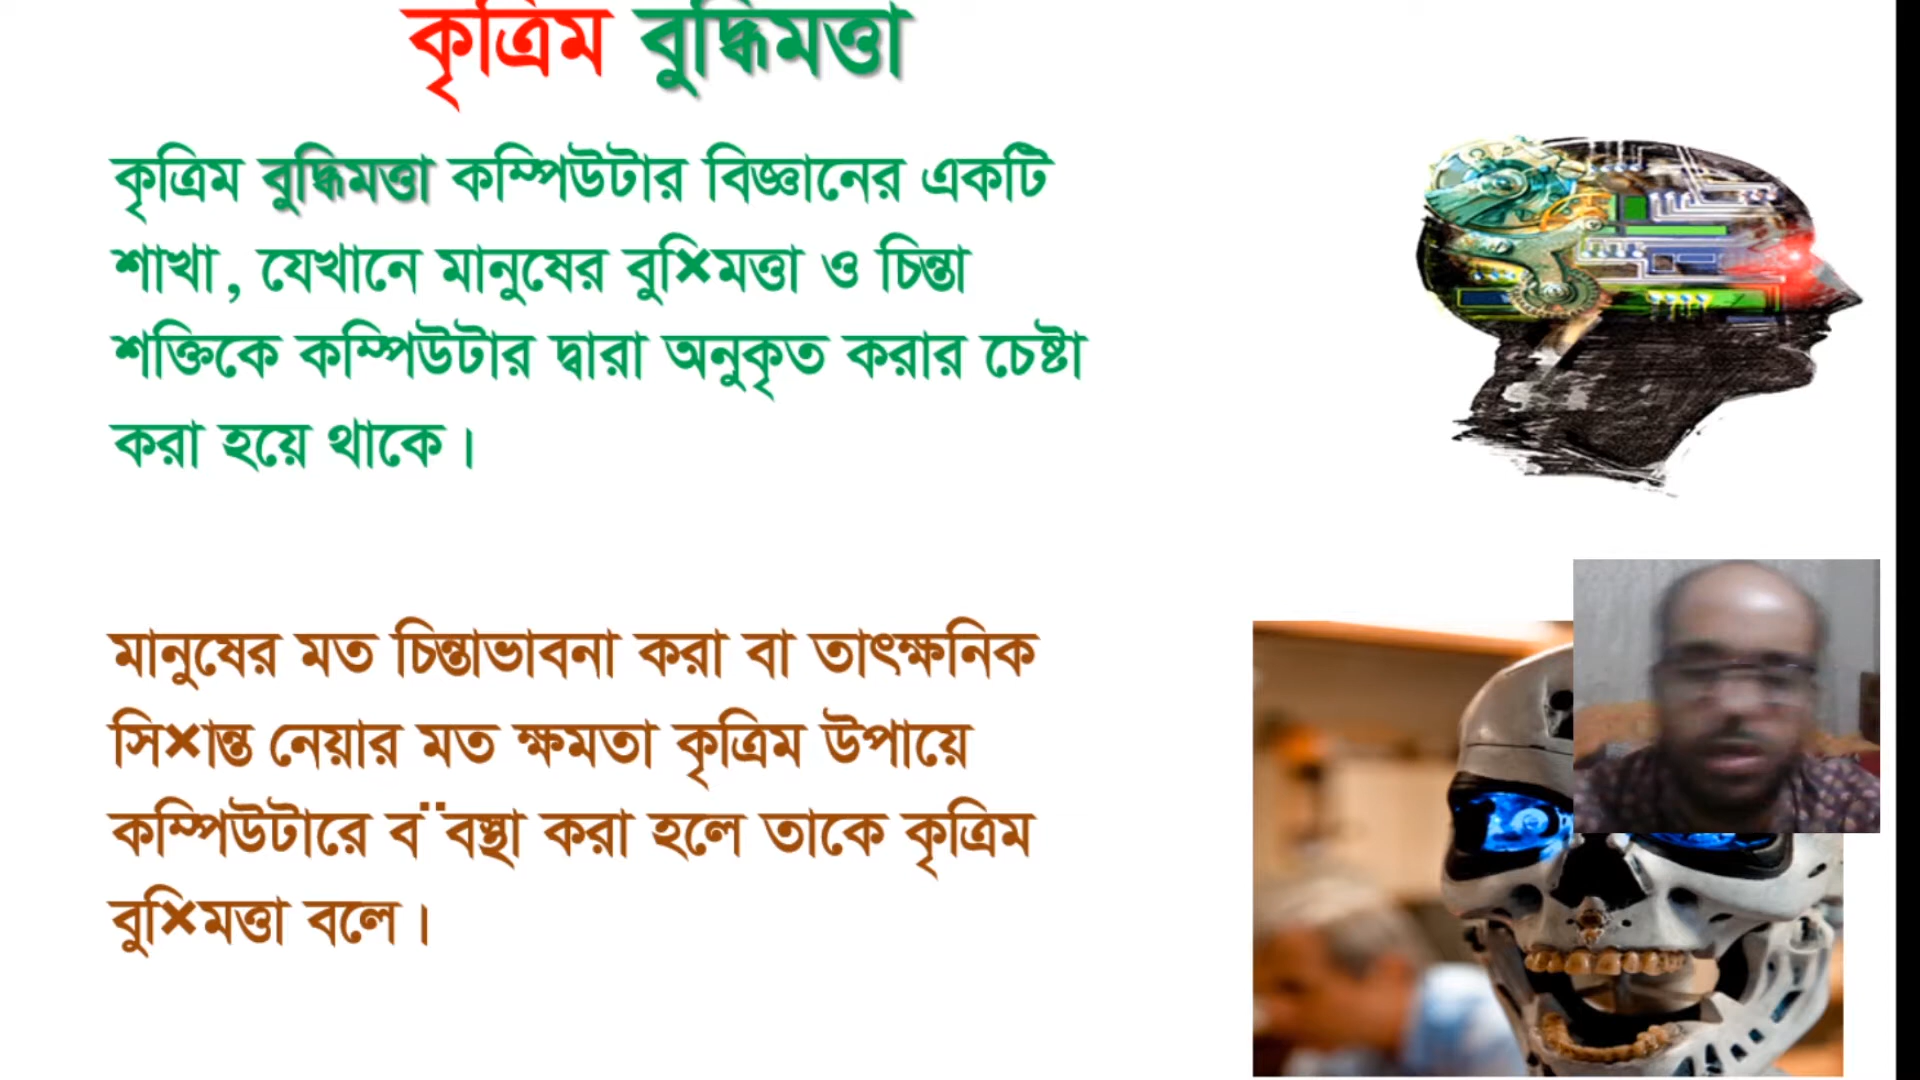 কৃত্রিম বুদ্ধিমত্তা
কৃত্রিম বুদ্ধিমত্তা কম্পিউটার বিজ্ঞানের একটি
শাখা, যেখানে মানুষের বুি×মত্তা ও চিন্তা
শক্তিকে কম্পিউটার দ্বারা অনুকৃত করার চেষ্টা
করা হয়ে থাকে।
মানুষের মত চিন্তাভাবনা করা বা তাৎক্ষনিক
সি×ান্ত নেয়ার মত ক্ষমতা কৃত্রিম উপায়ে
কম্পিউটারে ব¨বস্থা করা হলে তাকে কৃত্রিম
বুি×মত্তা বলে।